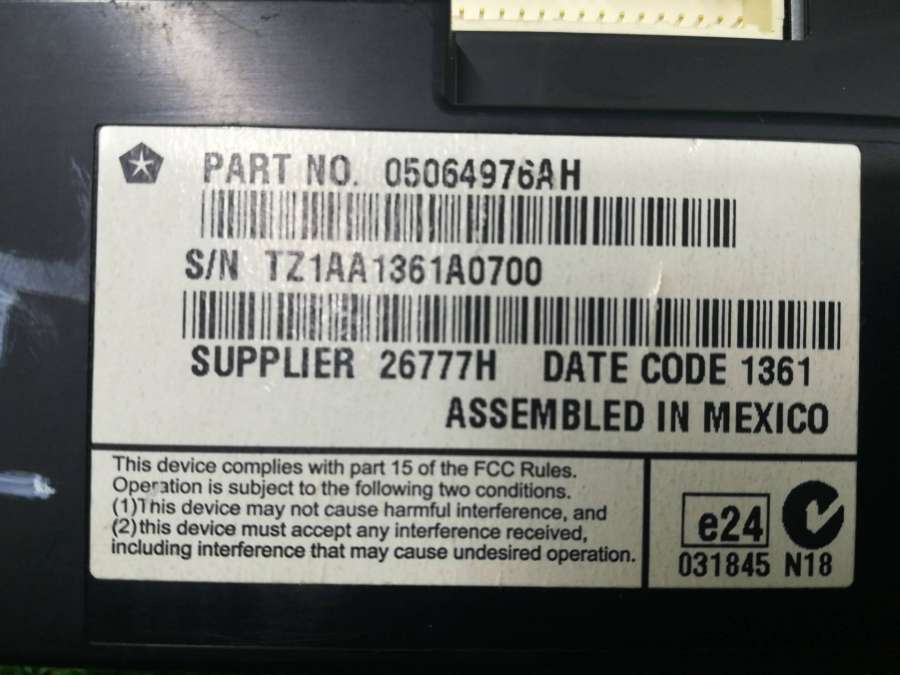 PART NO. 05064976AH
S/N TZ1AA1361A0700
SUPPLIER 26777H DATE CODE 1361
ASSEMBLED IN MEXICO
This device complies with part 15 of the FCC Rules.
Operation is subject to the following two conditions.
(1)This device may not cause harmful interference, and
(2)this device must accept any interference received,
including interference that may cause undesired operation.
e24
031845 N18